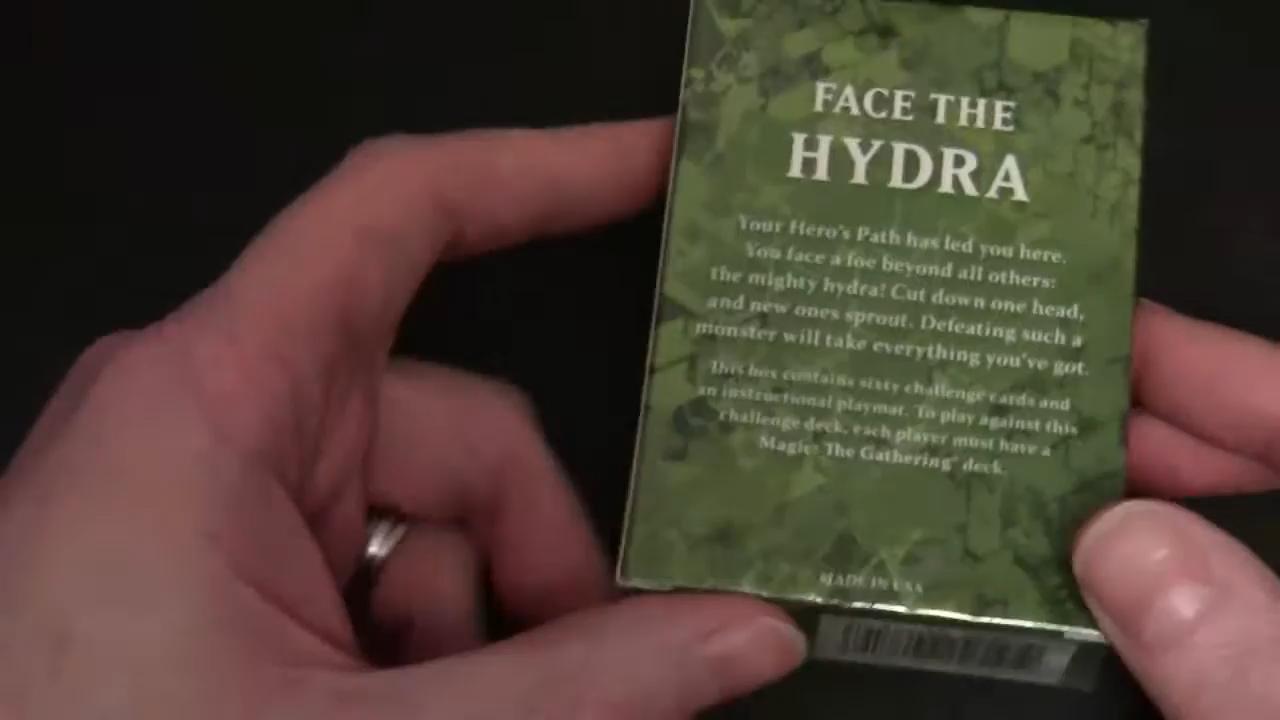 FACE THE
HYDRA
Your Hero's Path has led you here.
You face a foe beyond all others:
the mighty hydra! Cut down one head,
and new ones sprout. Defeating such a
monster will take everything you've got.
This box contains sixty challenge cards and
an instructional playmat. To play against this
challenge deck, each player must have a
Magic: The Gathering® deck.
MADE IN USA